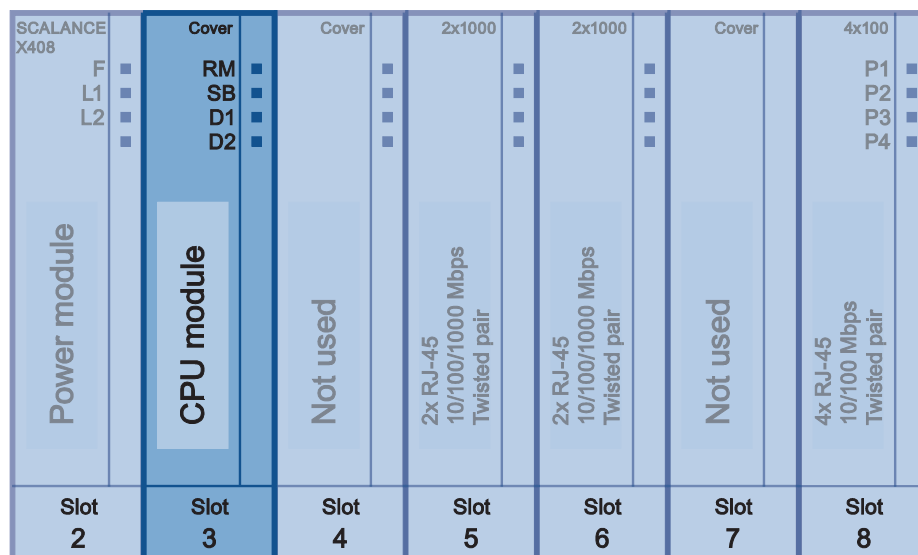 SCALANCE
X408
F
L1
L2
Power module
Slot
2
Cover
RM
SB
D1
D2
CPU module
Slot
3
Cover
Not used
Slot
4
2x1000
2x RJ-45
10/100/1000 Mbps
Twisted pair
Slot
5
2x1000
2x RJ-45
10/100/1000 Mbps
Twisted pair
Slot
6
Cover
Not used
Slot
7
4x100
P1
P2
P3
P4
4x RJ-45
10/100 Mbps
Twisted pair
Slot
8